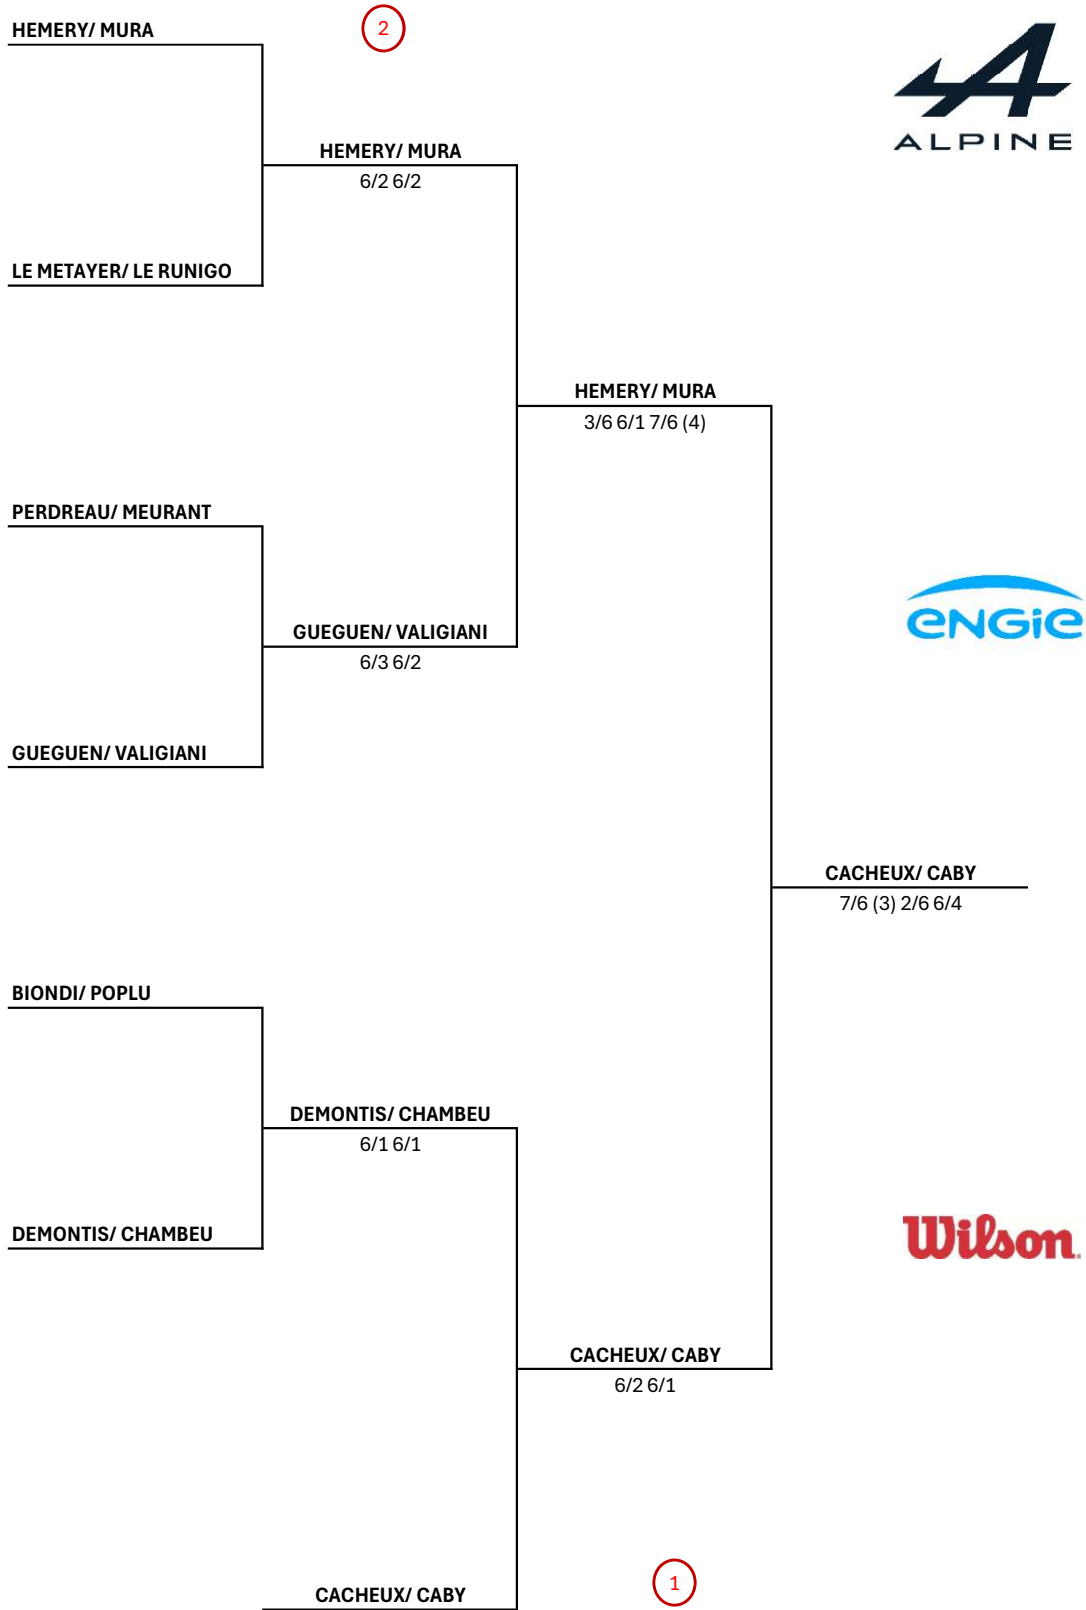 HEMERY/ MURA
2
ALPINE
HEMERY/ MURA
6/2 6/2
LE METAYER/ LE RUNIGO
HEMERY/ MURA
3/6 6/1 7/6 (4)
PERDREAU/ MEURANT
ENGiE
GUEGUEN/ VALIGIANI
6/3 6/2
GUEGUEN/ VALIGIANI
CACHEUX/ CABY
7/6 (3) 2/6 6/4
BIONDI/ POPLU
DEMONTIS/ CHAMBEU
6/1 6/1
DEMONTIS/ CHAMBEU
Wilson.
CACHEUX/ CABY
6/2 6/1
1
CACHEUX/ CABY